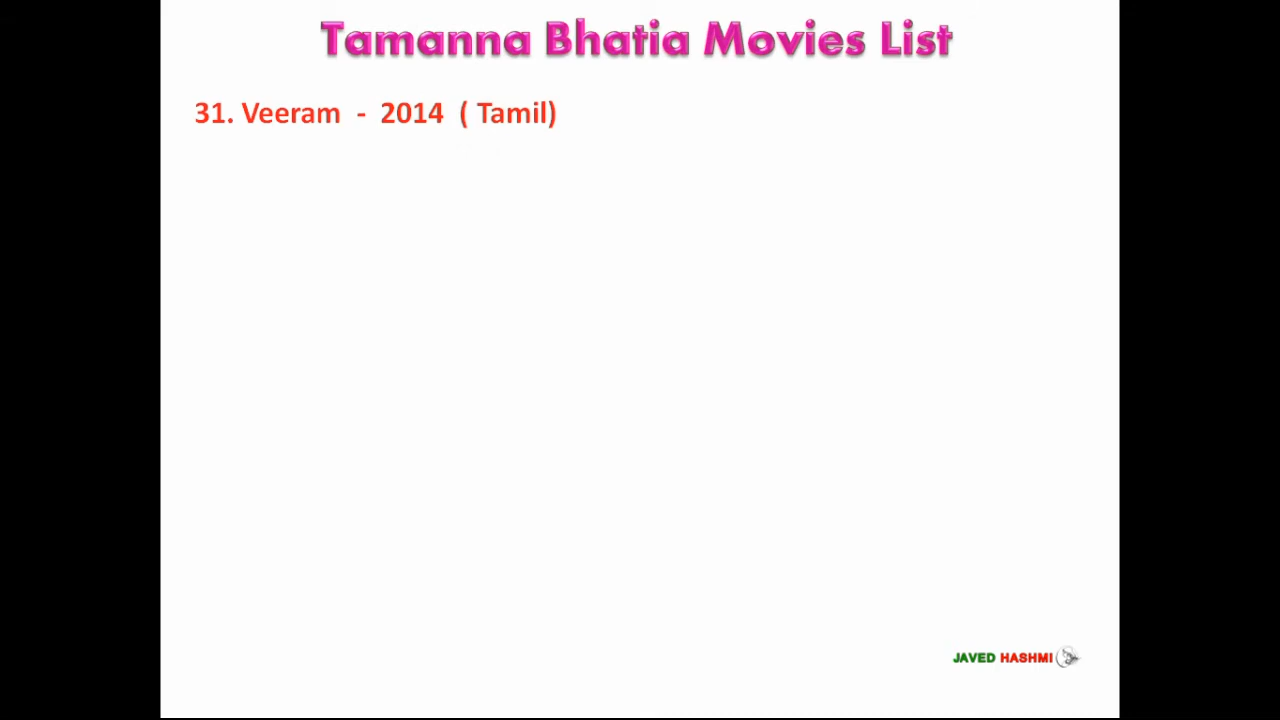 Tamanna Bhatia Movies List
31. Veeram - 2014 ( Tamil)
JAVED HASHMI